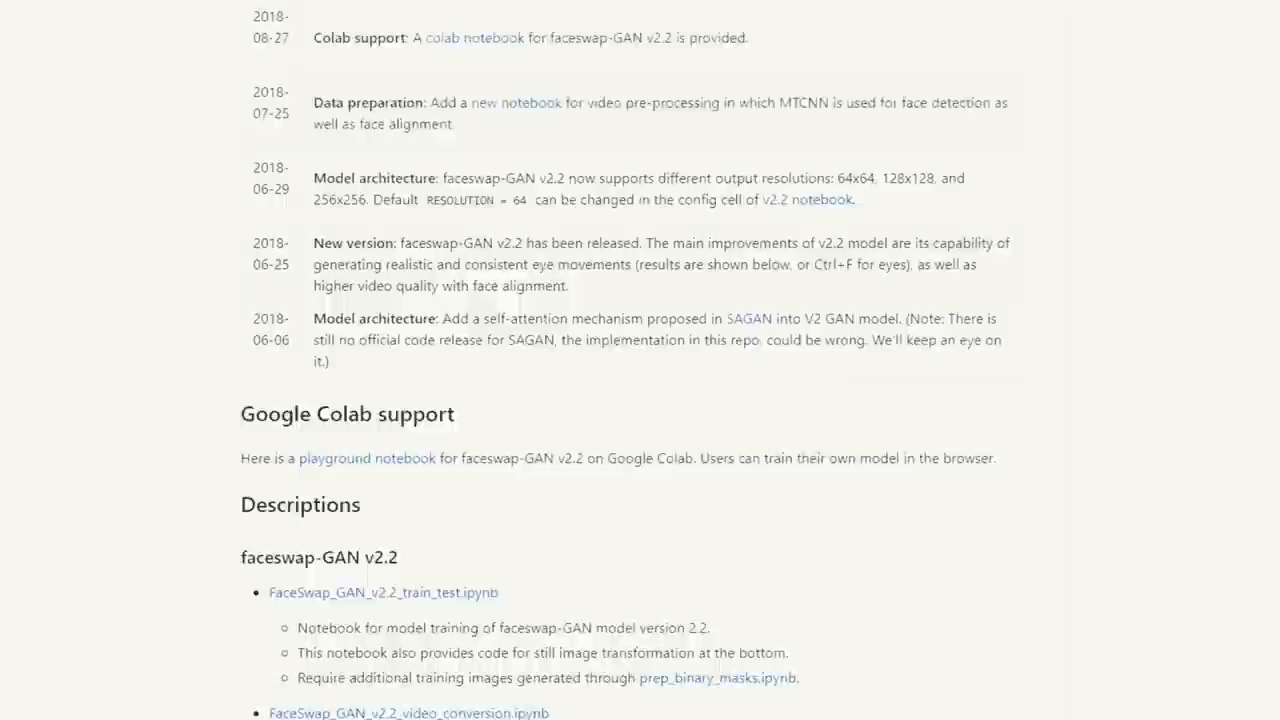 2018-
08-27
Colab support: A colab notebook for faceswap-GAN v2.2 is provided.
2018-
07-25
Data preparation: Add a new notebook for video pre-processing in which MTCNN is used for face detection as
well as face alignment.
2018-
06-29
Model architecture: faceswap-GAN v2.2 now supports different output resolutions: 64x64, 128x128, and
256x256. Default RESOLUTION = 64 can be changed in the config cell of v2.2 notebook.
2018-
06-25
New version: faceswap-GAN v2.2 has been released. The main improvements of v2.2 model are its capability of
generating realistic and consistent eye movements (results are shown below, or Ctrl+F for eyes), as well as
higher video quality with face alignment.
2018-
06-06
Model architecture: Add a self-attention mechanism proposed in SAGAN into V2 GAN model. (Note: There is
still no official code release for SAGAN, the implementation in this repo. could be wrong. We'll keep an eye on
it.)
Google Colab support
Here is a playground notebook for faceswap-GAN v2.2 on Google Colab. Users can train their own model in the browser.
Descriptions
faceswap-GAN v2.2
• FaceSwap_GAN_v2.2_train_test.ipynb
○ Notebook for model training of faceswap-GAN model version 2.2.
○ This notebook also provides code for still image transformation at the bottom.
○ Require additional training images generated through prep_binary_masks.ipynb.
• FaceSwap_GAN_v2.2_video_conversion.ipynb